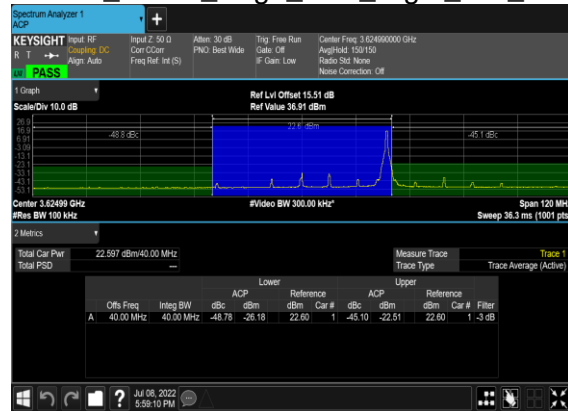 Spectrum Analyzer 1
ACP
KEYSIGHT Input: RF Input Z: 50 Ω Atten: 30 dB Trig: Free Run Center Freq: 3.624990000 GHz
R T Coupling: DC Corr CCorr PNO: Best Wide Gate: Off Avg|Hold: 150/150
Align: Auto Freq Ref: Int (S) IF Gain: Low Radio Std: None
Noise Correction: Off
PASS
1 Graph
Ref Lvl Offset 15.51 dB
Scale/Div 10.0 dB Ref Value 36.91 dBm
26.9
16.9
6.91
-3.09
-13.1
-23.1
-33.1
-43.1
-53.1
-48.8 dBc 22.6 dBm -45.1 dBc
Center 3.62499 GHz #Video BW 300.00 kHz* Span 120 MHz
#Res BW 100 kHz Sweep 36.3 ms (1001 pts
2 Metrics
Total Car Pwr 22.597 dBm/40.00 MHz Measure Trace Trace 1
Total PSD --- Trace Type Trace Average (Active)
Lower Upper
ACP Reference ACP Reference
Offs Freq Integ BW dBc dBm dBm Car # dBc dBm dBm Car # Filter
A 40.00 MHz 40.00 MHz -48.78 -26.18 22.60 1 -45.10 -22.51 22.60 1 -3 dB
Jul 08, 2022
5:59:10 PM